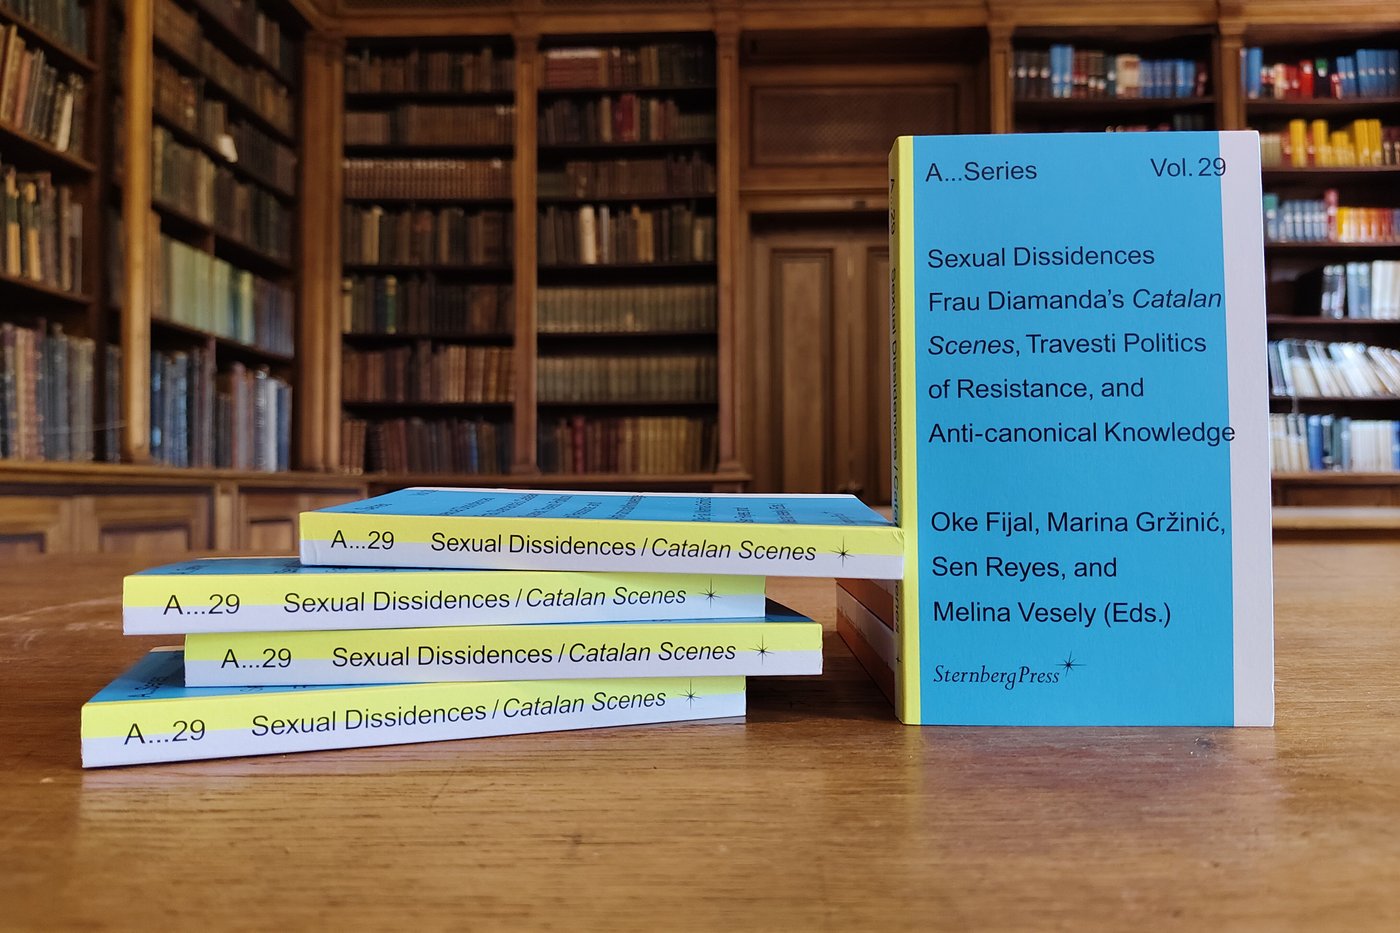 A...Series Vol. 29
Sexual Dissidences
Frau Diamanda's Catalan
Scenes, Travesti Politics
of Resistance, and
Anti-canonical Knowledge
Oke Fijal, Marina Gržinić,
Sen Reyes, and
Melina Vesely (Eds.)
SternbergPress
A...29 Sexual Dissidences / Catalan Scenes
A...29 Sexual Dissidences / Catalan Scenes
A...29 Sexual Dissidences / Catalan Scenes
A...29 Sexual Dissidences / Catalan Scenes